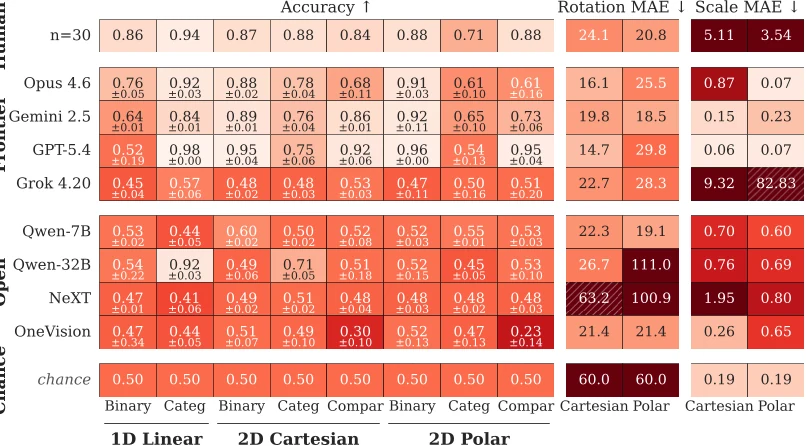 Accuracy ↑ Rotation MAE ↓ Scale MAE ↓
Human
n=30 0.86 0.94 0.87 0.88 0.84 0.88 0.71 0.88 24.1 20.8 5.11 3.54
Frontier
Opus 4.6 0.76 ±0.05 0.92 ±0.03 0.88 ±0.02 0.78 ±0.04 0.68 ±0.11 0.91 ±0.03 0.61 ±0.10 0.61 ±0.16 16.1 25.5 0.87 0.07
Gemini 2.5 0.64 ±0.01 0.84 ±0.01 0.89 ±0.01 0.76 ±0.04 0.86 ±0.01 0.92 ±0.11 0.65 ±0.10 0.73 ±0.06 19.8 18.5 0.15 0.23
GPT-5.4 0.52 ±0.19 0.98 ±0.00 0.95 ±0.04 0.75 ±0.06 0.92 ±0.06 0.96 ±0.00 0.54 ±0.13 0.95 ±0.04 14.7 29.8 0.06 0.07
Grok 4.20 0.45 ±0.04 0.57 ±0.06 0.48 ±0.02 0.48 ±0.03 0.53 ±0.03 0.47 ±0.11 0.50 ±0.16 0.51 ±0.20 22.7 28.3 9.32 82.83
Open
Qwen-7B 0.53 ±0.02 0.44 ±0.05 0.60 ±0.02 0.50 ±0.02 0.52 ±0.08 0.52 ±0.03 0.55 ±0.01 0.53 ±0.03 22.3 19.1 0.70 0.60
Qwen-32B 0.54 ±0.22 0.92 ±0.03 0.49 ±0.06 0.71 ±0.05 0.51 ±0.18 0.52 ±0.15 0.45 ±0.05 0.53 ±0.10 26.7 111.0 0.76 0.69
NeXT 0.47 ±0.01 0.41 ±0.06 0.49 ±0.02 0.51 ±0.02 0.48 ±0.04 0.48 ±0.03 0.48 ±0.02 0.48 ±0.03 63.2 100.9 1.95 0.80
OneVision 0.47 ±0.34 0.44 ±0.05 0.51 ±0.07 0.49 ±0.10 0.30 ±0.10 0.52 ±0.13 0.47 ±0.13 0.23 ±0.14 21.4 21.4 0.26 0.65
Chance
chance 0.50 0.50 0.50 0.50 0.50 0.50 0.50 0.50 60.0 60.0 0.19 0.19
Binary Categ Binary Categ Compar Binary Categ Compar Cartesian Polar Cartesian Polar
1D Linear 2D Cartesian 2D Polar